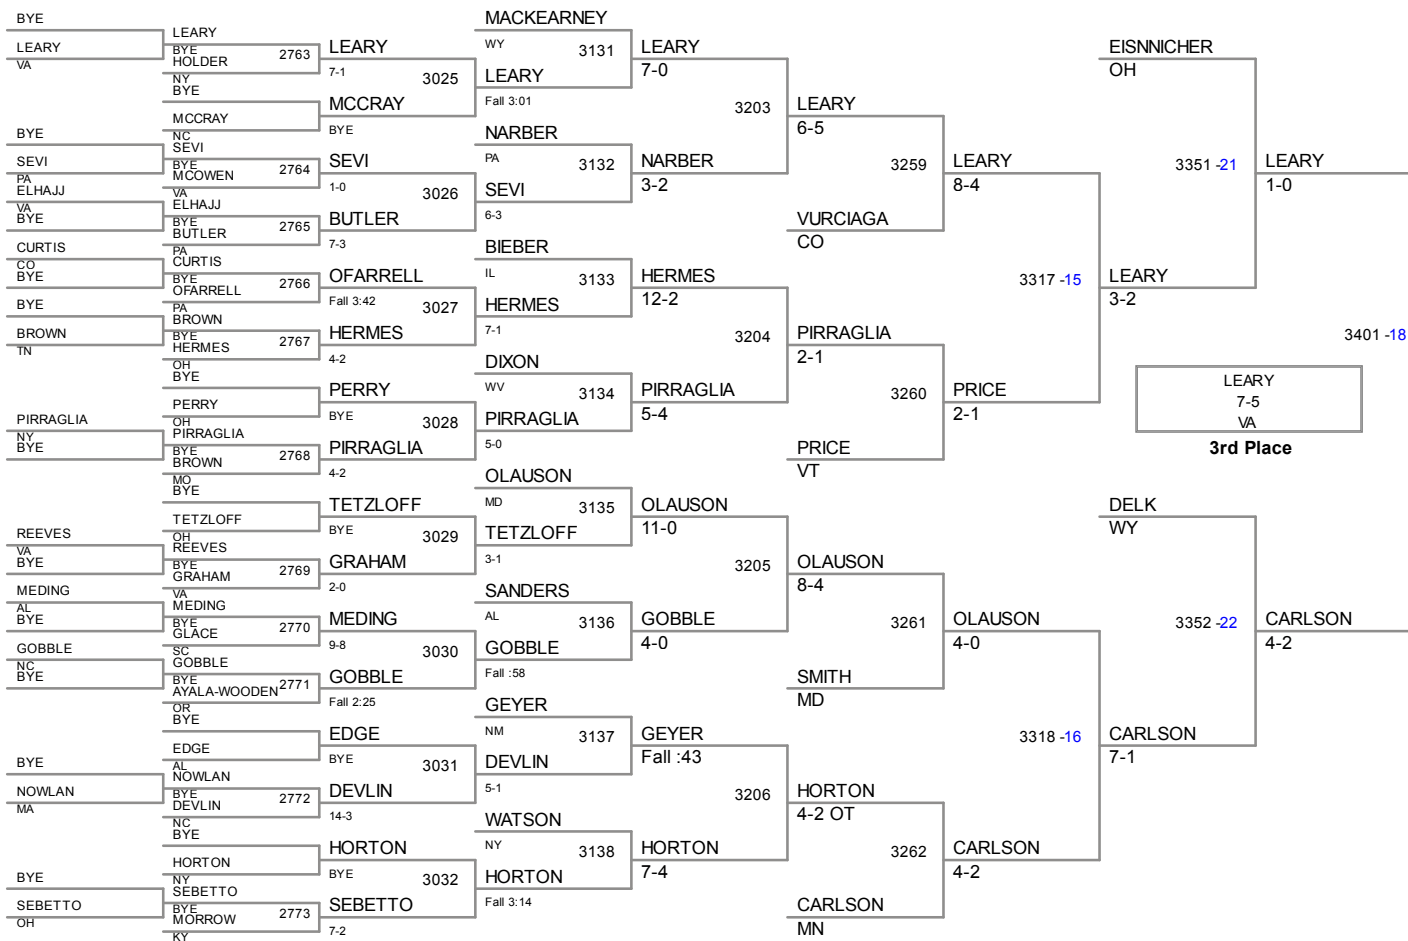 BYE
LEARY
VA
BYE
SEVI
PA
ELHAJJ
VA
BYE
CURTIS
CO
BYE
BYE
BROWN
TN
PIRRAGLIA
NY
BYE
REEVES
VA
BYE
MEDING
AL
BYE
GOBBLE
NC
BYE
BYE
NOWLAN
MA
BYE
SEBETTO
OH
LEARY
BYE
2763
HOLDER
NY
BYE
MCCRAY
NC
SEVI
BYE
2764
MCOWEN
VA
ELHAJJ
BYE
2765
BUTLER
PA
CURTIS
BYE
2766
OFARRELL
PA
BROWN
BYE
2767
HERMES
OH
BYE
PERRY
OH
PIRRAGLIA
BYE
2768
BROWN
MO
BYE
TETZLOFF
OH
REEVES
BYE
2769
GRAHAM
VA
MEDING
BYE
2770
GLACE
SC
GOBBLE
BYE
2771
AYALA-WOODEN
OR
BYE
EDGE
AL
NOWLAN
BYE
2772
DEVLIN
NC
BYE
HORTON
NY
SEBETTO
BYE
2773
MORROW
KY
LEARY
7-1
3025
MCCRAY
BYE
SEVI
1-0
3026
BUTLER
7-3
OFARRELL
Fall 3:42
3027
HERMES
4-2
PERRY
BYE
3028
PIRRAGLIA
4-2
TETZLOFF
BYE
3029
GRAHAM
2-0
MEDING
9-8
3030
GOBBLE
Fall 2:25
EDGE
BYE
3031
DEVLIN
14-3
HORTON
BYE
3032
SEBETTO
7-2
MACKEARNEY
WY
3131
LEARY
Fall 3:01
NARBER
PA
3132
SEVI
6-3
BIEBER
IL
3133
HERMES
7-1
DIXON
WV
3134
PIRRAGLIA
5-0
OLAUSON
MD
3135
TETZLOFF
3-1
SANDERS
AL
3136
GOBBLE
Fall :58
GEYER
NM
3137
DEVLIN
5-1
WATSON
NY
3138
HORTON
Fall 3:14
LEARY
7-0
3203
NARBER
3-2
HERMES
12-2
3204
PIRRAGLIA
5-4
OLAUSON
11-0
3205
GOBBLE
4-0
GEYER
Fall :43
3206
HORTON
7-4
LEARY
6-5
3259
VURCIAGA
CO
PIRRAGLIA
2-1
3260
PRICE
VT
OLAUSON
8-4
3261
SMITH
MD
HORTON
4-2 OT
3262
CARLSON
MN
LEARY
8-4
3317 -15
PRICE
2-1
OLAUSON
4-0
3318 -16
CARLSON
4-2
EISNNICHER
OH
3351 -21
LEARY
3-2
DELK
WY
3352 -22
CARLSON
7-1
LEARY
1-0
3401 -18
CARLSON
4-2
LEARY
7-5
VA
3rd Place